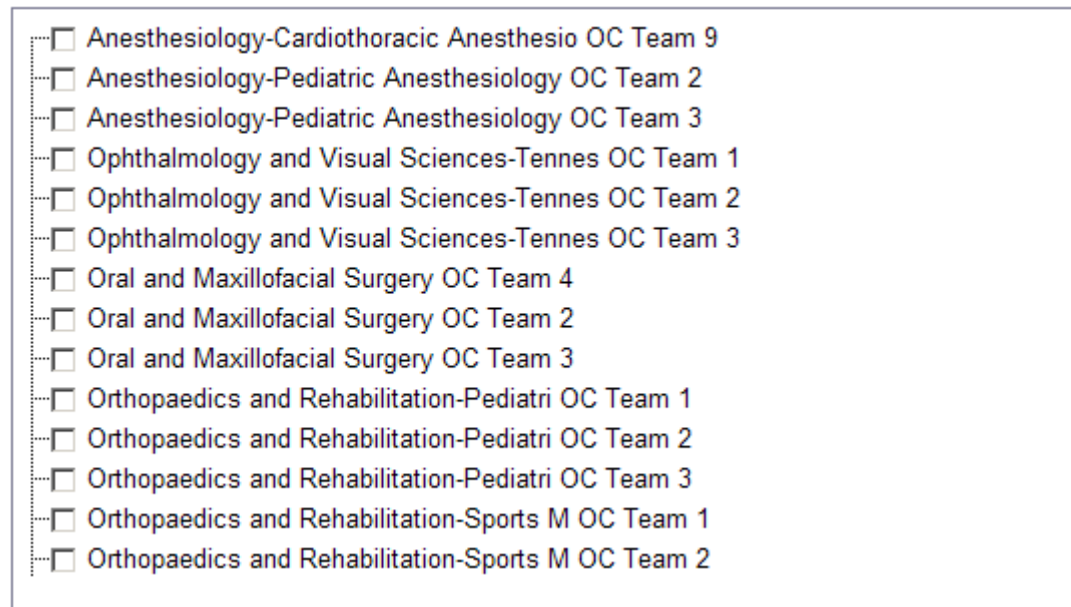 Anesthesiology-Cardiothoracic Anesthesio OC Team 9
Anesthesiology-Pediatric Anesthesiology OC Team 2
Anesthesiology-Pediatric Anesthesiology OC Team 3
Ophthalmology and Visual Sciences-Tennes OC Team 1
Ophthalmology and Visual Sciences-Tennes OC Team 2
Ophthalmology and Visual Sciences-Tennes OC Team 3
Oral and Maxillofacial Surgery OC Team 4
Oral and Maxillofacial Surgery OC Team 2
Oral and Maxillofacial Surgery OC Team 3
Orthopaedics and Rehabilitation-Pediatri OC Team 1
Orthopaedics and Rehabilitation-Pediatri OC Team 2
Orthopaedics and Rehabilitation-Pediatri OC Team 3
Orthopaedics and Rehabilitation-Sports M OC Team 1
Orthopaedics and Rehabilitation-Sports M OC Team 2